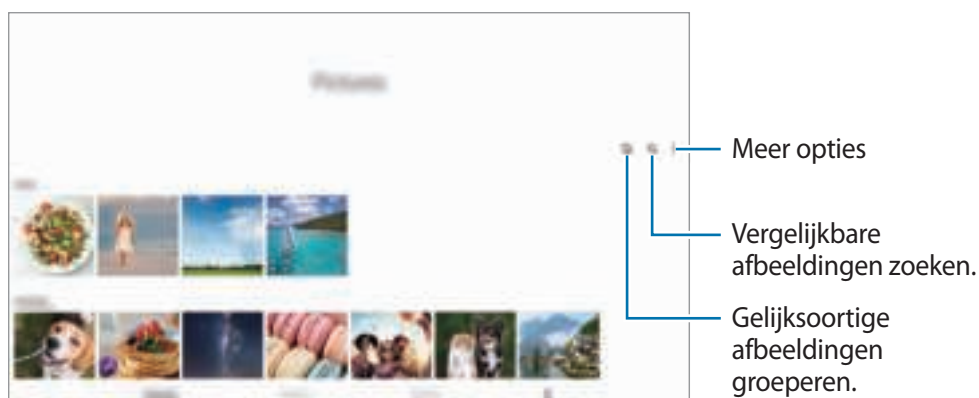 Meer opties
Vergelijkbare
afbeeldingen zoeken.
Gelijksoortige
afbeeldingen
groeperen.